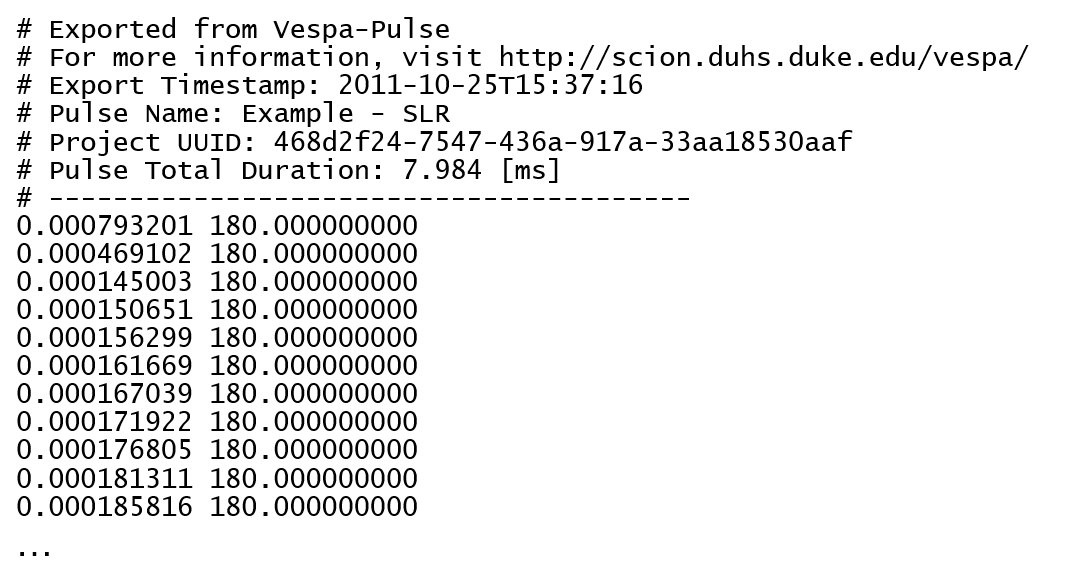 # Exported from Vespa-Pulse
# For more information, visit http://scion.duhs.duke.edu/vespa/
# Export Timestamp: 2011-10-25T15:37:16
# Pulse Name: Example - SLR
# Project UUID: 468d2f24-7547-436a-917a-33aa18530aaf
# Pulse Total Duration: 7.984 [ms]
# ----------------------------------------
0.000793201 180.000000000
0.000469102 180.000000000
0.000145003 180.000000000
0.000150651 180.000000000
0.000156299 180.000000000
0.000161669 180.000000000
0.000167039 180.000000000
0.000171922 180.000000000
0.000176805 180.000000000
0.000181311 180.000000000
0.000185816 180.000000000
...